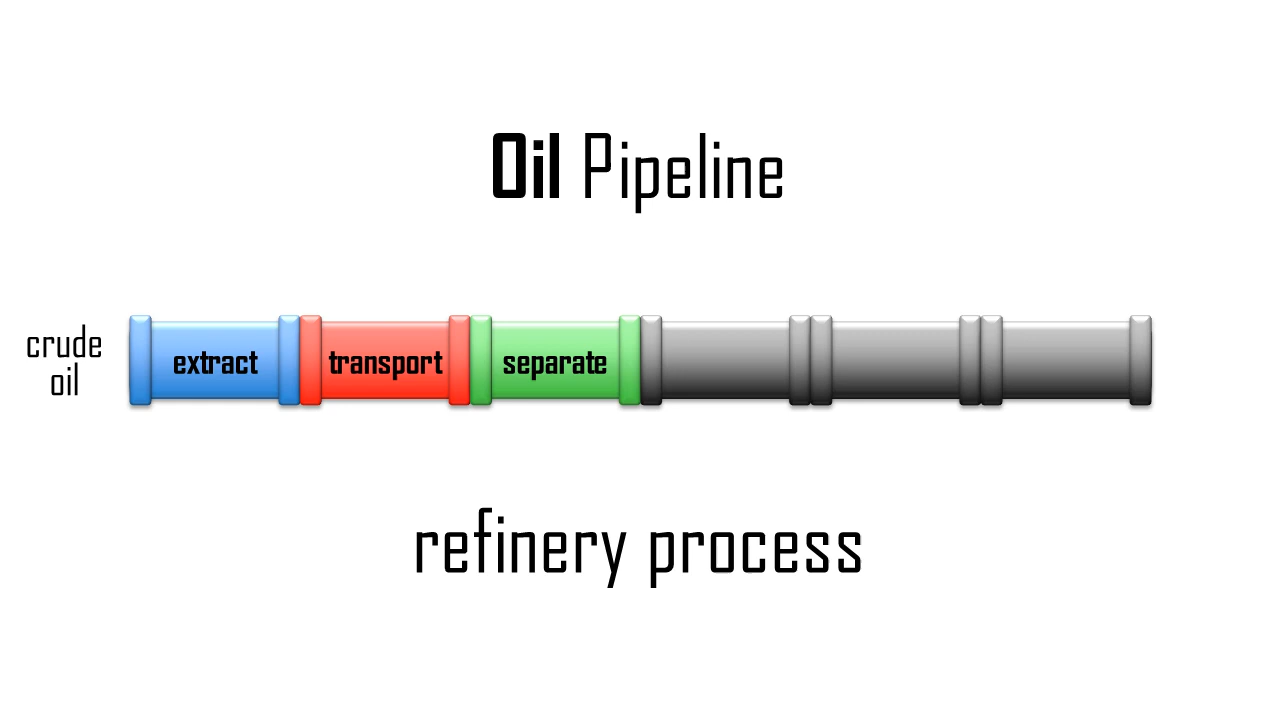 Oil Pipeline
crude
oil
extract transport separate
refinery process